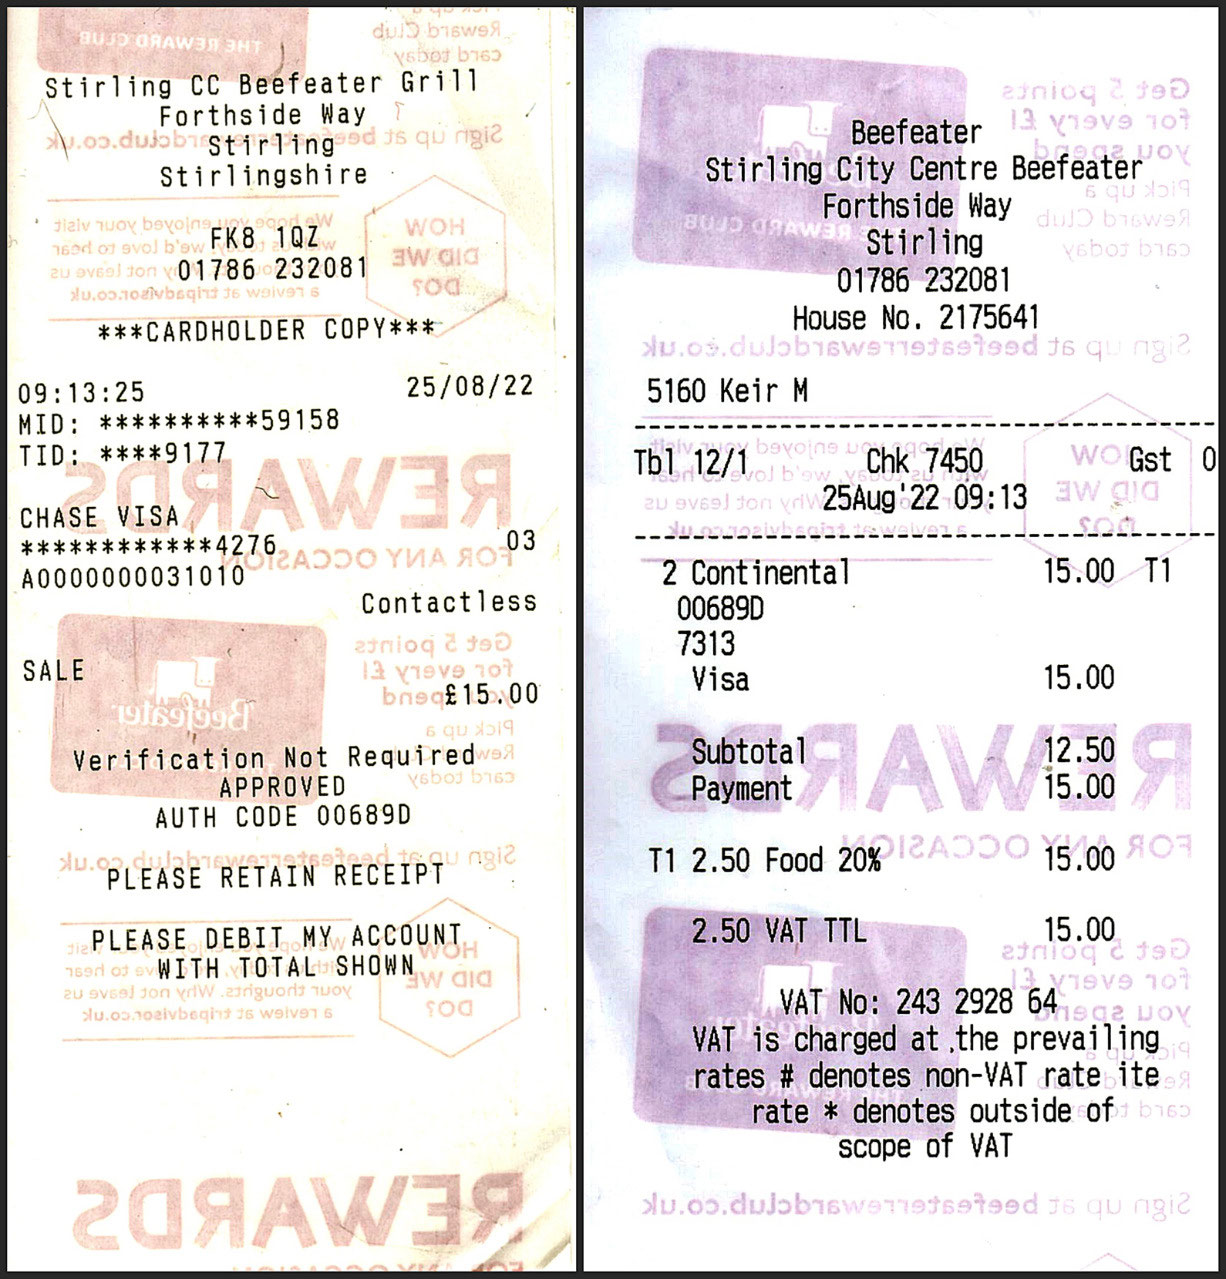 Stirling CC Beefeater Grill
Forthside Way
Stirling
Stirlingshire
FK8 1QZ
01786 232081
***CARDHOLDER COPY***
09:13:25 25/08/22
MID: **********59158
TID: ****9177
CHASE VISA
************4276 03
A0000000031010
Contactless
SALE
£15.00
Verification Not Required
APPROVED
AUTH CODE 00689D
PLEASE RETAIN RECEIPT
PLEASE DEBIT MY ACCOUNT
WITH TOTAL SHOWN
Beefeater
Stirling City Centre Beefeater
Forthside Way
Stirling
01786 232081
House No. 2175641
5160 Keir M
Tbl 12/1 Chk 7450 Gst 0
25Aug'22 09:13
2 Continental 15.00 T1
00689D
7313
Visa 15.00
Subtotal 12.50
Payment 15.00
T1 2.50 Food 20% 15.00
2.50 VAT TTL 15.00
VAT No: 243 2928 64
VAT is charged at the prevailing
rates # denotes non-VAT rate ite
rate * denotes outside of
scope of VAT